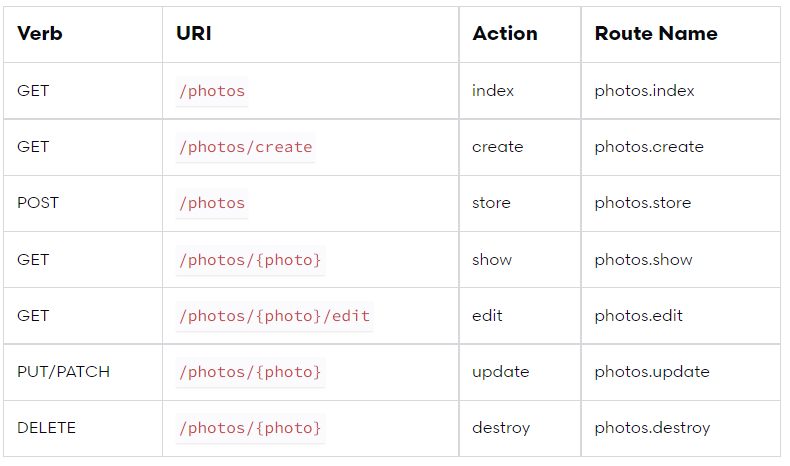 Verb URI Action Route Name
GET /photos index photos.index
GET /photos/create create photos.create
POST /photos store photos.store
GET /photos/{photo} show photos.show
GET /photos/{photo}/edit edit photos.edit
PUT/PATCH /photos/{photo} update photos.update
DELETE /photos/{photo} destroy photos.destroy